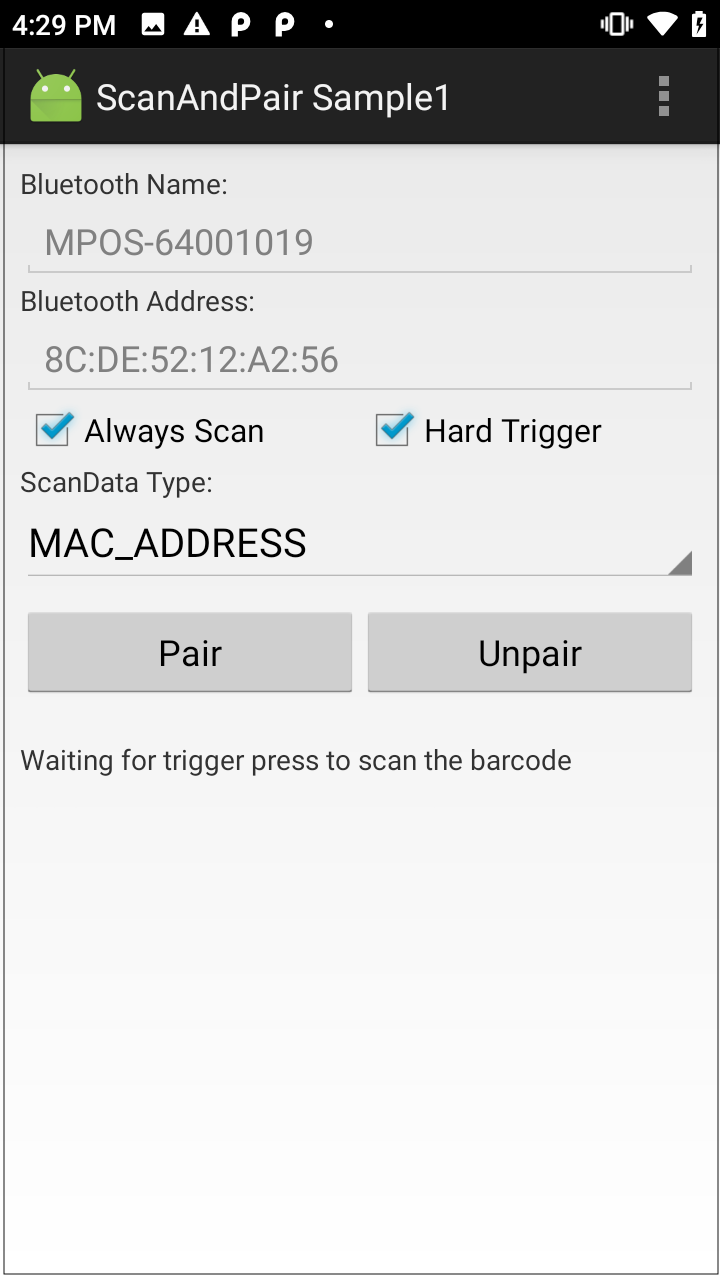 4:29 PM
ScanAndPair Sample1
Bluetooth Name:
MPOS-64001019
Bluetooth Address:
8C:DE:52:12:A2:56
Always Scan
Hard Trigger
ScanData Type:
MAC_ADDRESS
Pair
Unpair
Waiting for trigger press to scan the barcode